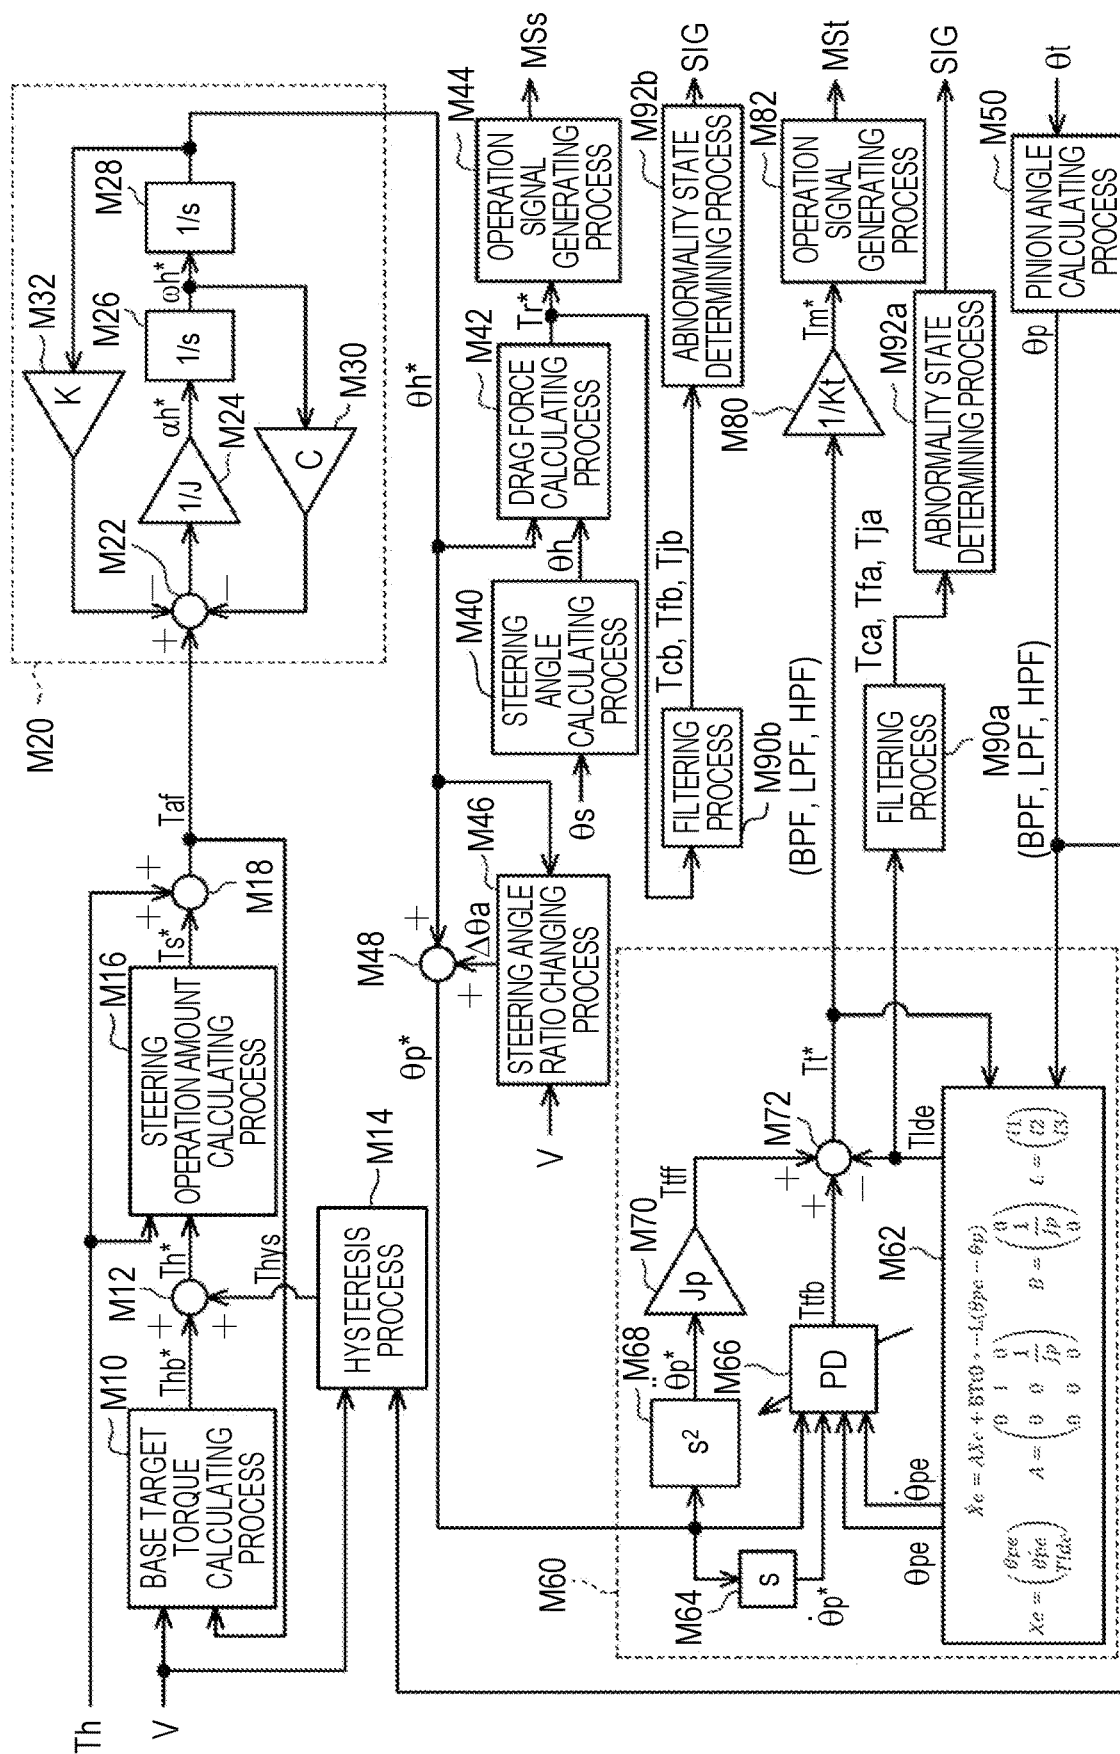 Th
V
M10
BASE TARGET
TORQUE
CALCULATING
PROCESS
Thb*
+
+
M12
Th*
Thys
M14
HYSTERESIS
PROCESS
M16
STEERING
OPERATION AMOUNT
CALCULATING
PROCESS
Ts*
+
+
M18
Taf
M20
+
−
−
M22
1/J
M24
αh*
M26
1/s
ωh*
M28
1/s
K
M32
C
M30
θh*
M48
+
+
θp*
Δθa
M46
STEERING ANGLE
RATIO CHANGING
PROCESS
V
θs
M40
STEERING
ANGLE
CALCULATING
PROCESS
θh
M42
DRAG FORCE
CALCULATING
PROCESS
Tr*
M44
OPERATION
SIGNAL
GENERATING
PROCESS
MSs
FILTERING
PROCESS
M90b
(BPF, LPF, HPF)
Tcb, Tfb, Tjb
M92b
ABNORMALITY STATE
DETERMINING PROCESS
SIG
M60
M64
s
θ̇p*
M68
s²
θ̈p*
M70
Jp
Ttff
M66
PD
Ttfb
M72
+
+
−
Tt*
Tlde
M80
1/Kt
Tm*
M82
OPERATION
SIGNAL
GENERATING
PROCESS
MSt
FILTERING
PROCESS
M90a
(BPF, LPF, HPF)
Tca, Tfa, Tja
M92a
ABNORMALITY STATE
DETERMINING PROCESS
SIG
θpe
θ̇pe
M62
M50
PINION ANGLE
CALCULATING
PROCESS
θp
θt